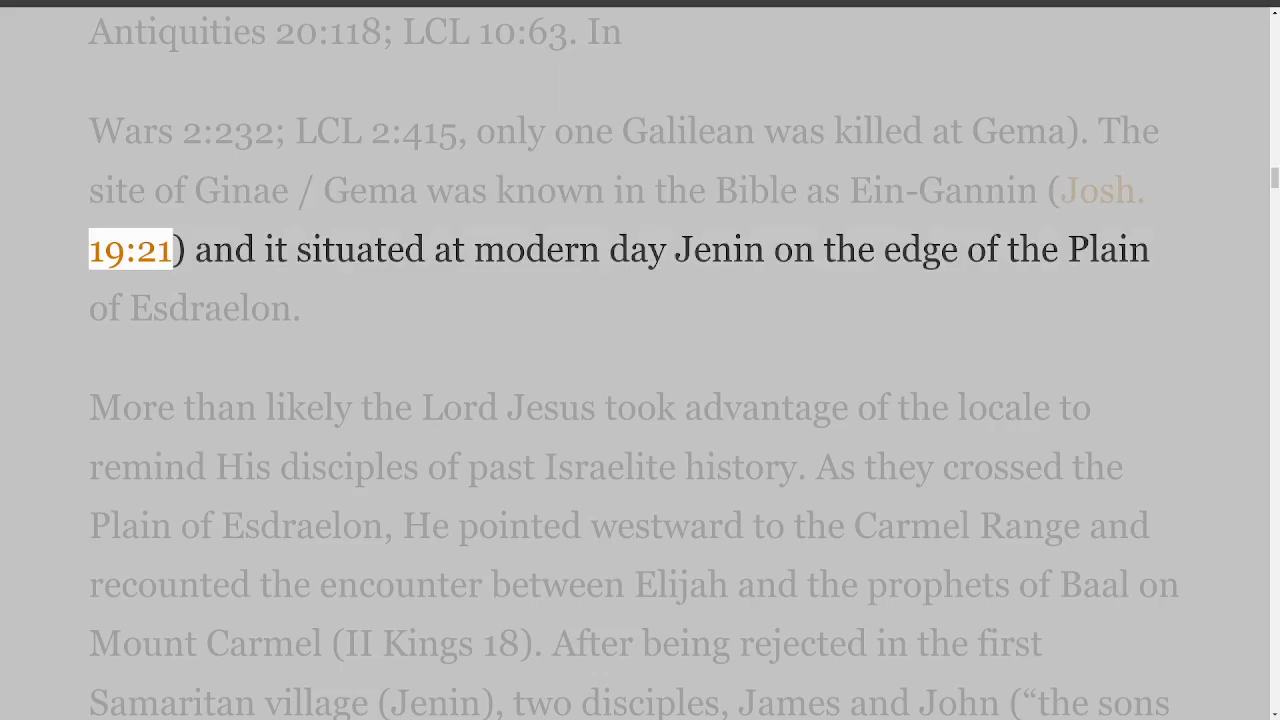 Antiquities 20:118; LCL 10:63. In
Wars 2:232; LCL 2:415, only one Galilean was killed at Gema). The
site of Ginae / Gema was known in the Bible as Ein-Gannin (Josh.
19:21) and it situated at modern day Jenin on the edge of the Plain
of Esdraelon.
More than likely the Lord Jesus took advantage of the locale to
remind His disciples of past Israelite history. As they crossed the
Plain of Esdraelon, He pointed westward to the Carmel Range and
recounted the encounter between Elijah and the prophets of Baal on
Mount Carmel (II Kings 18). After being rejected in the first
Samaritan village (Jenin), two disciples, James and John (“the sons